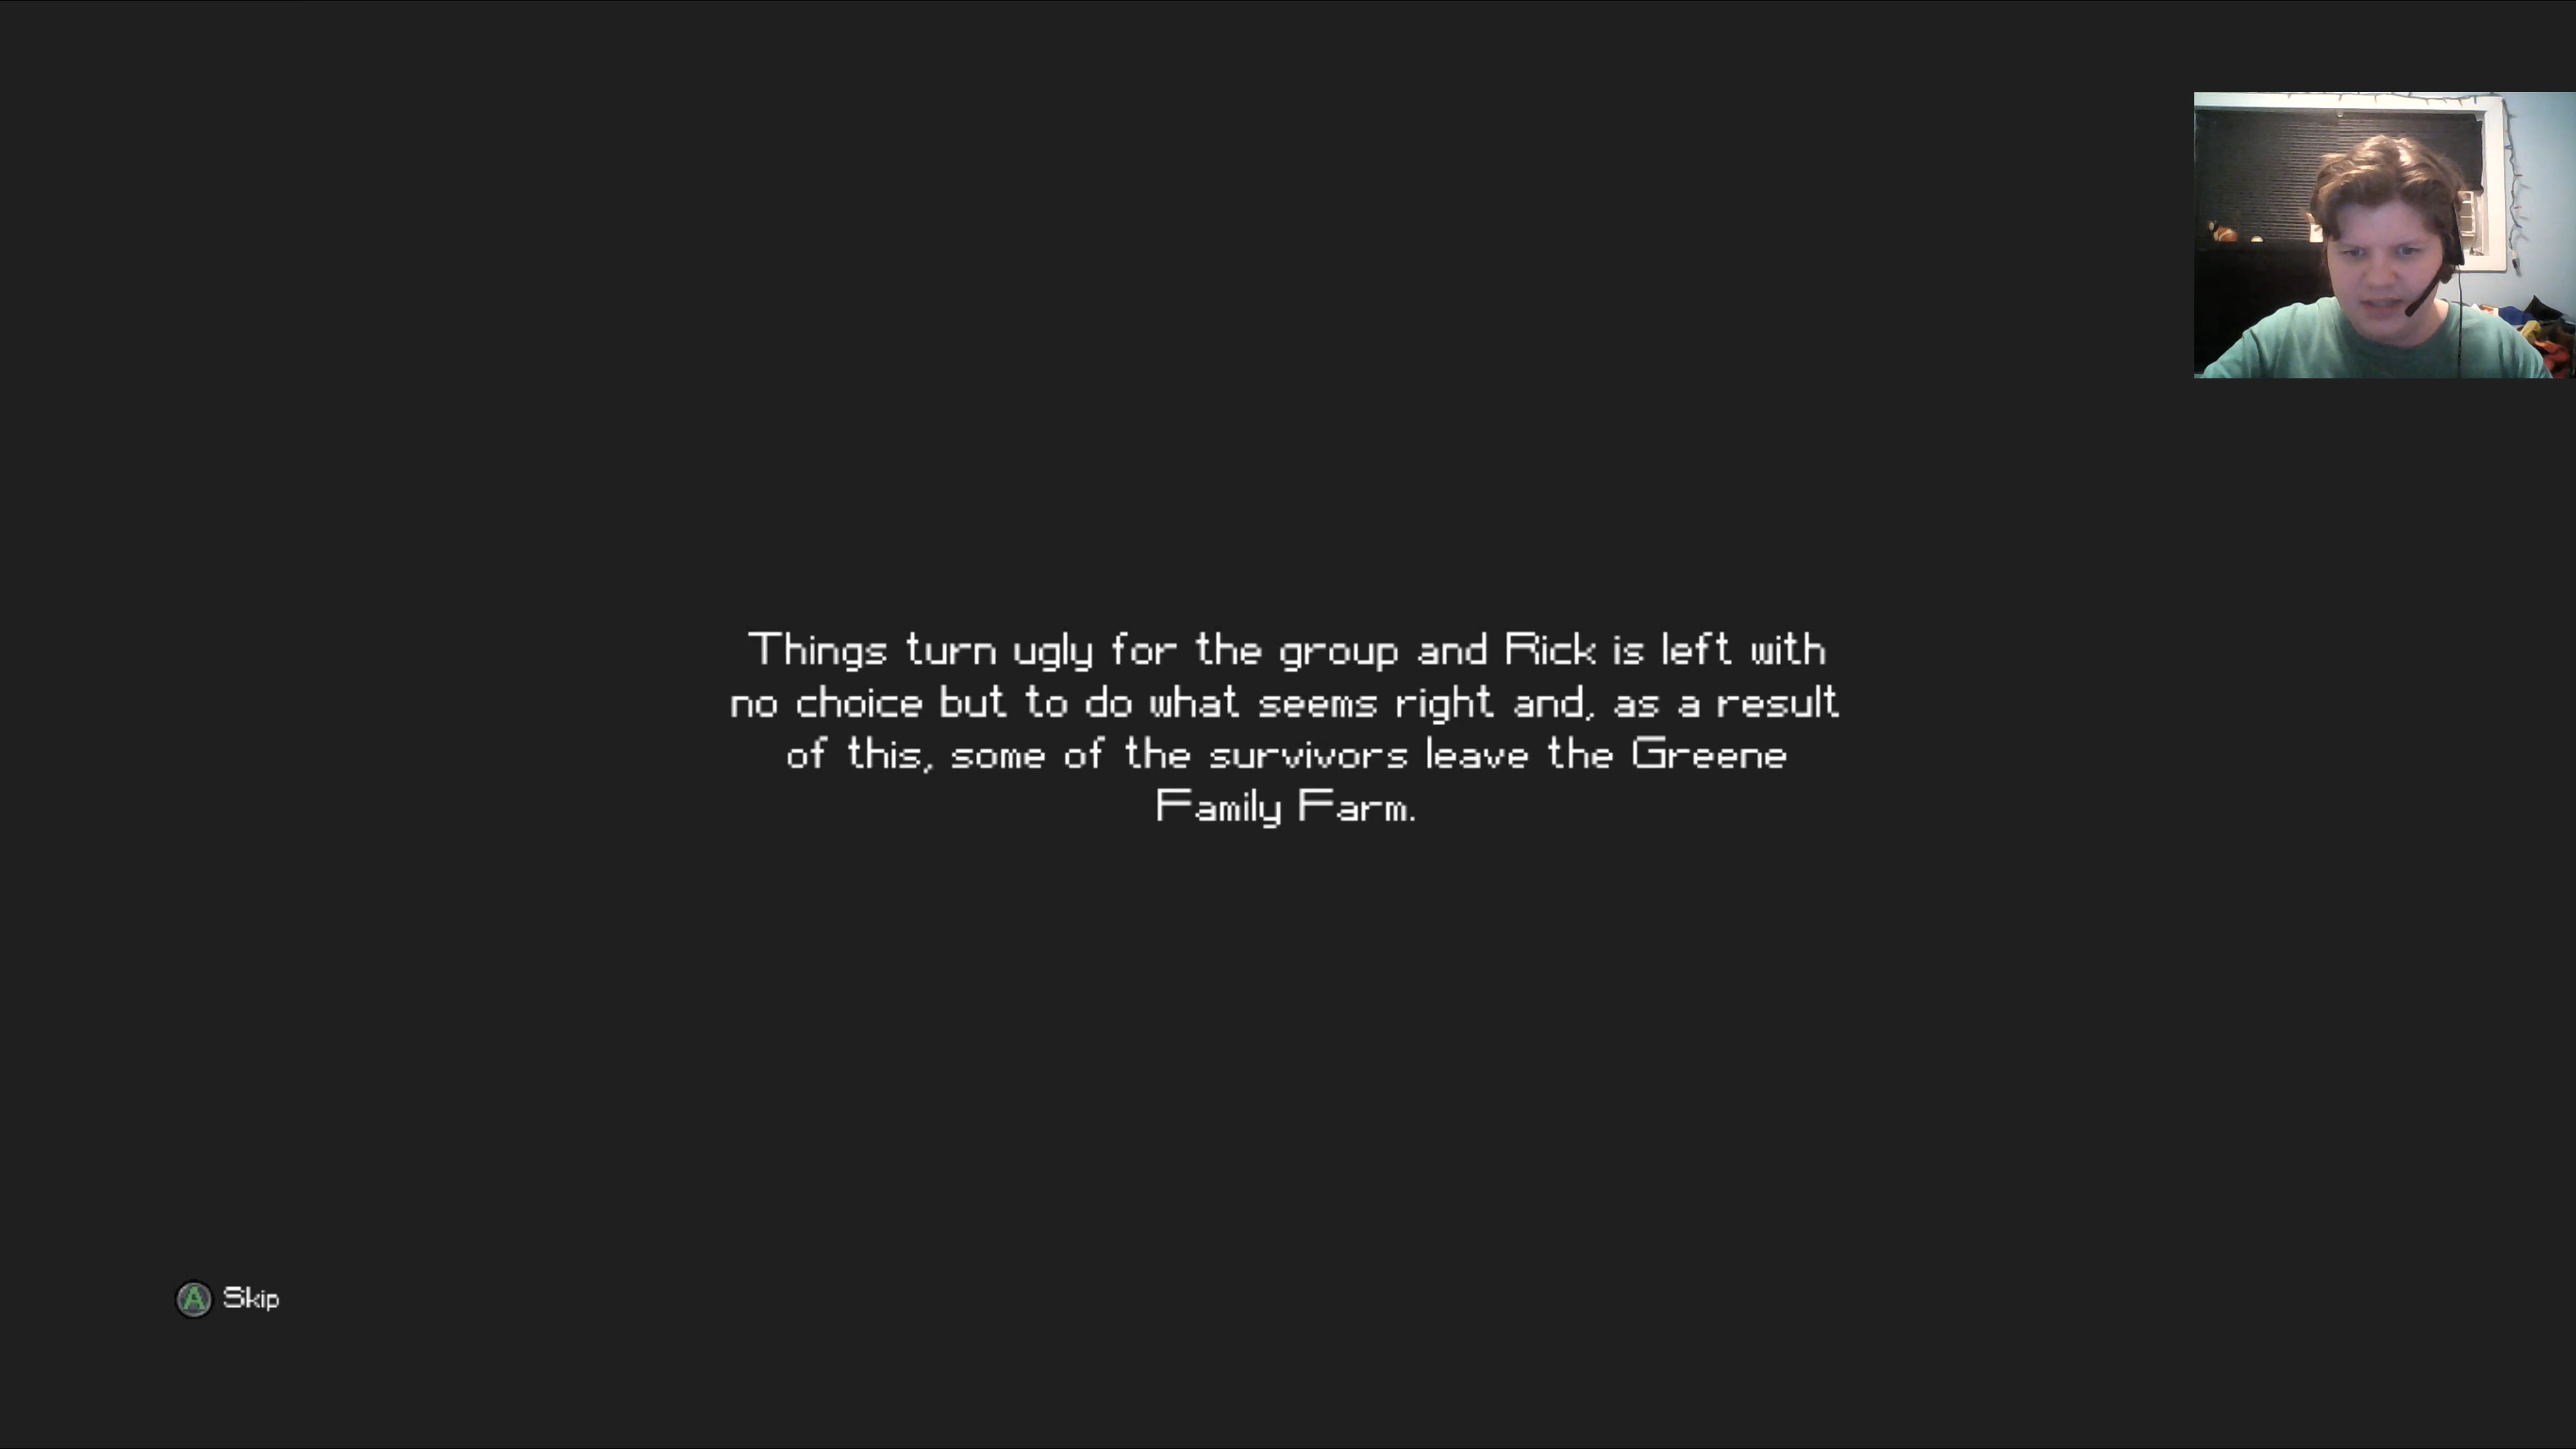 Things turn ugly for the group and Rick is left with
no choice but to do what seems right and, as a result
of this, some of the survivors leave the Greene
Family Farm.
A Skip